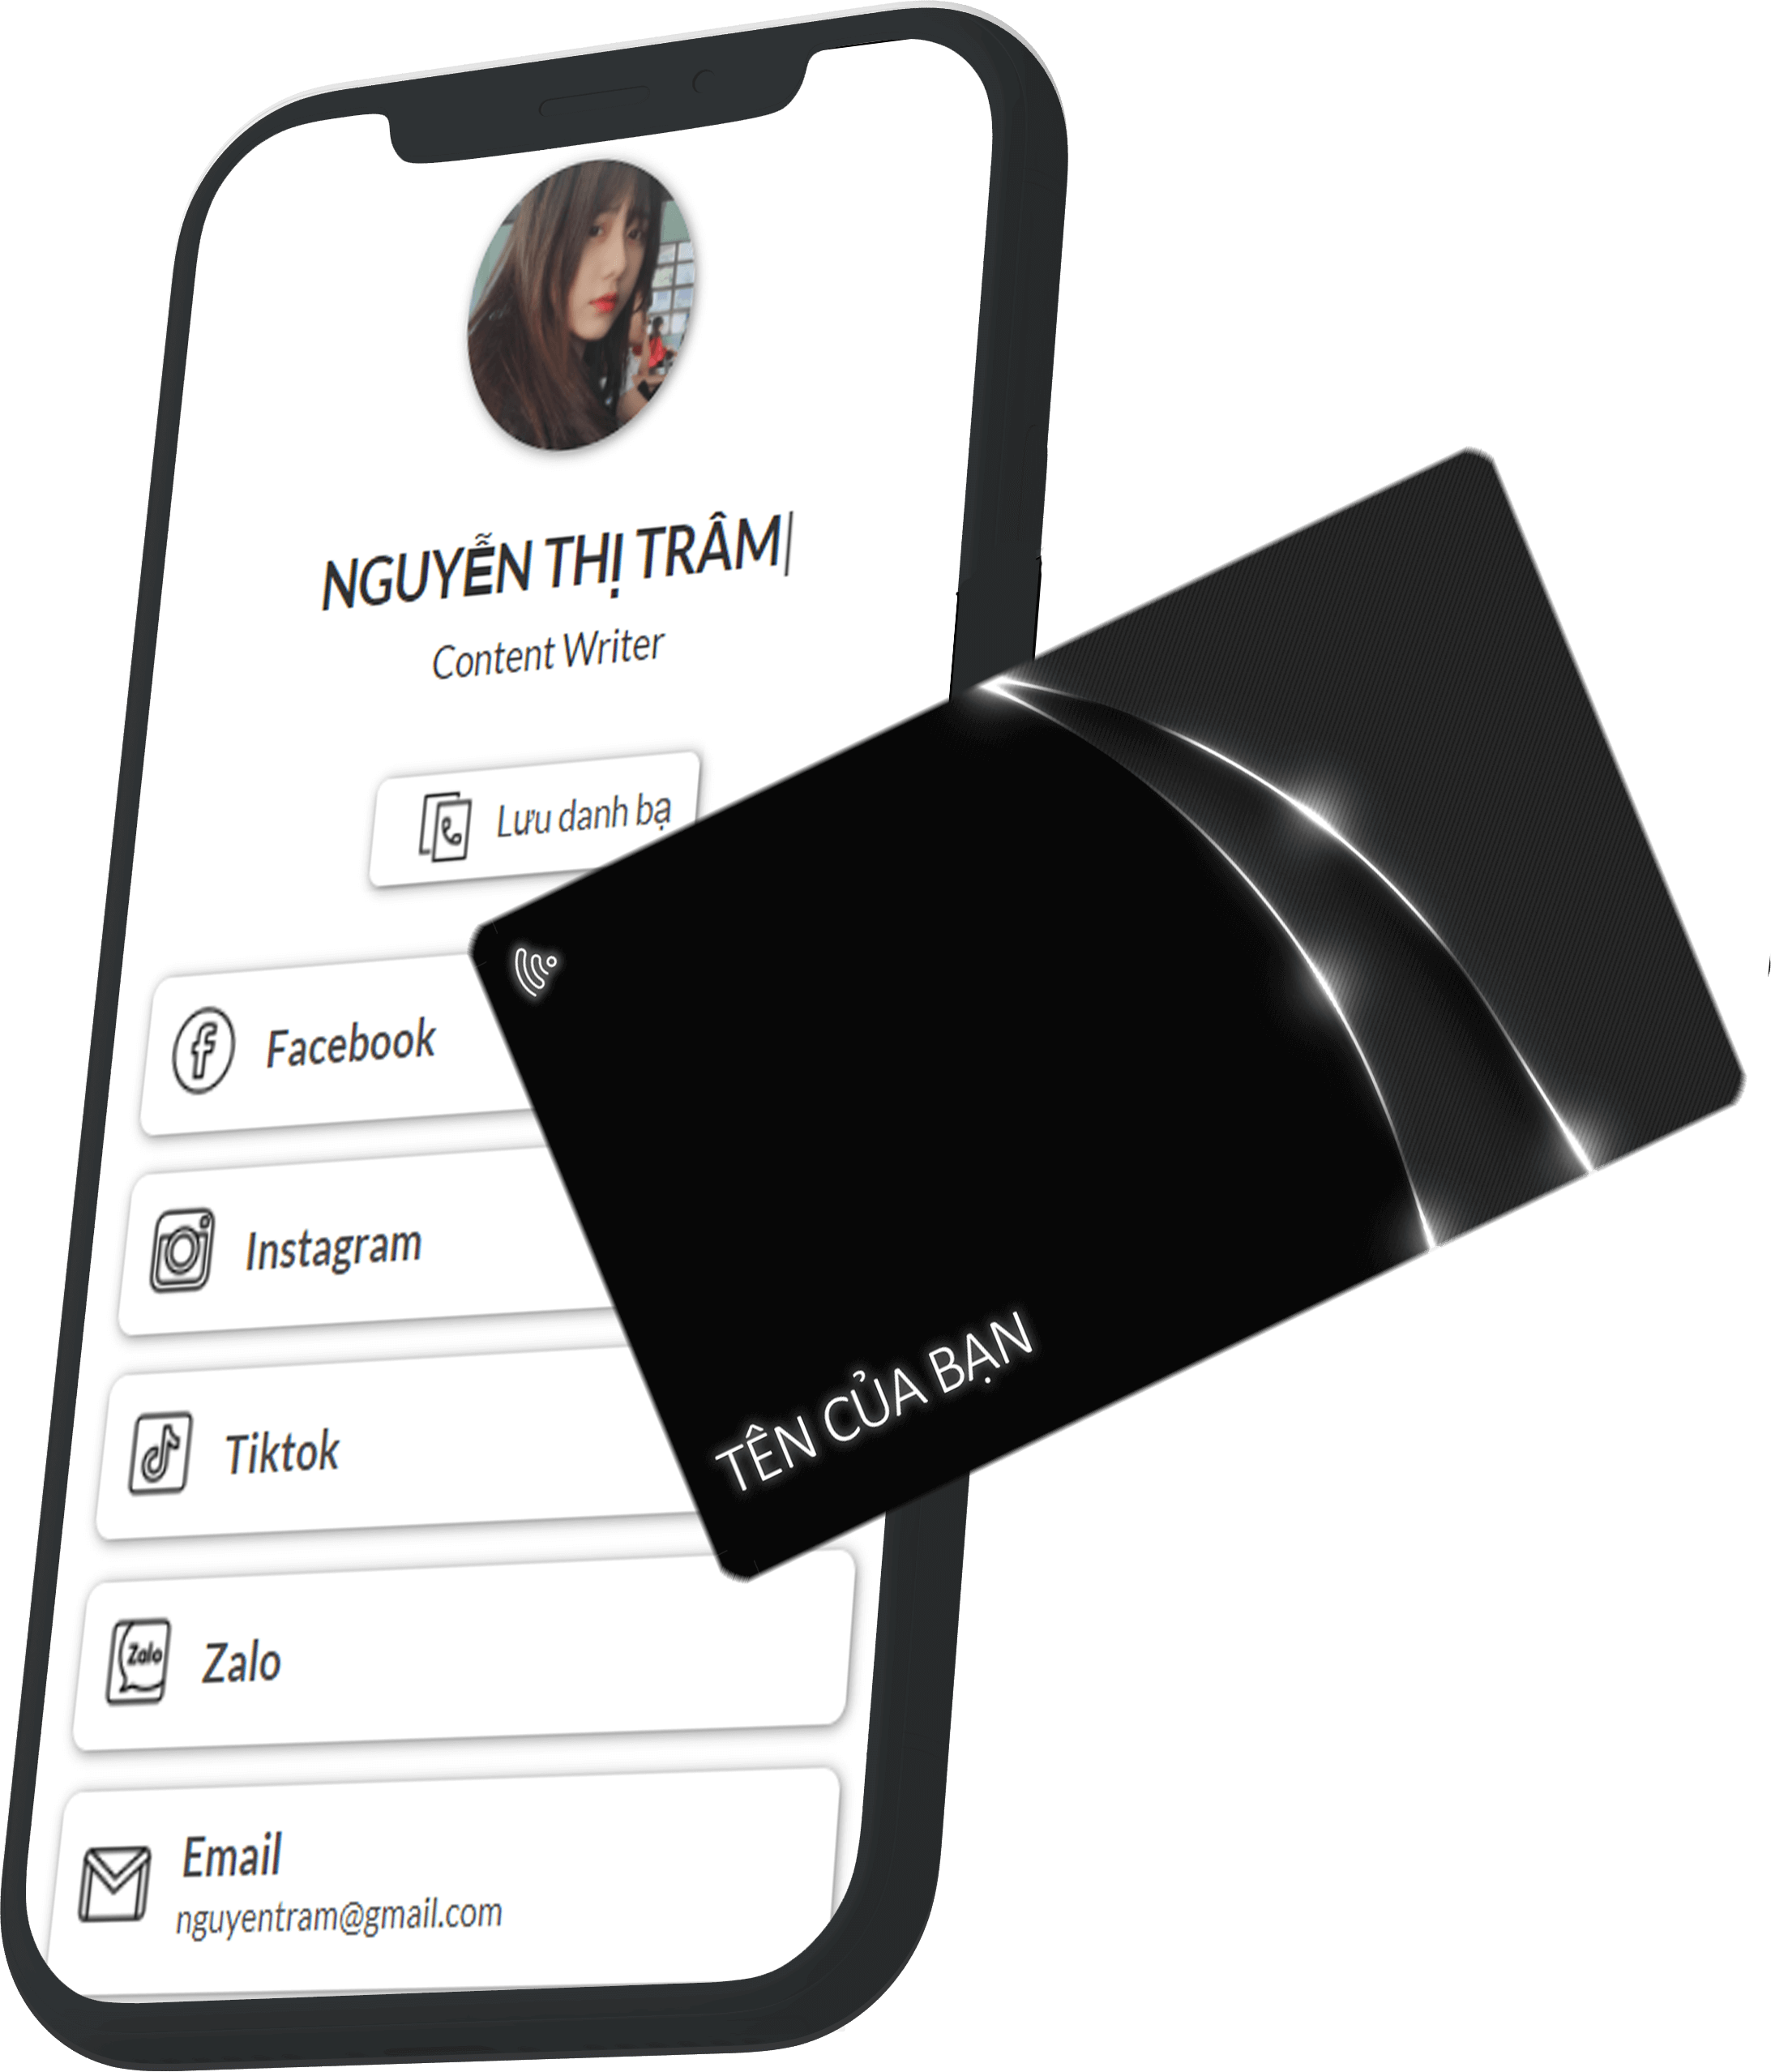 NGUYỄN THỊ TRÂM
Content Writer
Lưu danh bạ
Facebook
Instagram
Tiktok
Zalo
Zalo
Email
nguyentram@gmail.com
TÊN CỦA BẠN